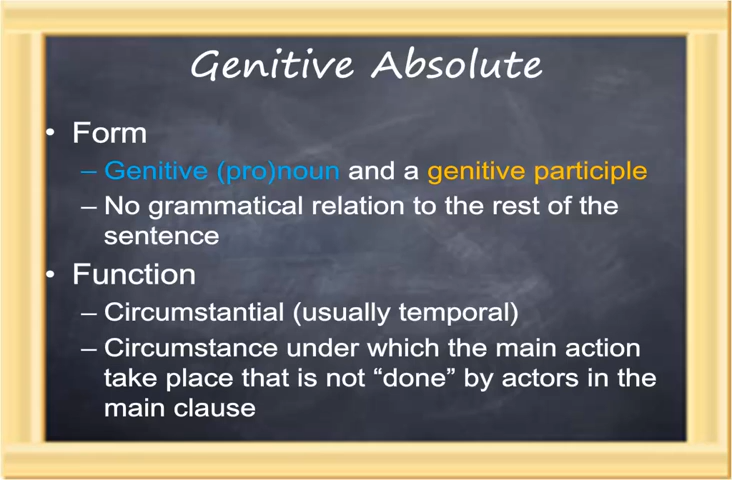 Genitive Absolute
• Form
– Genitive (pro)noun and a genitive participle
– No grammatical relation to the rest of the
sentence
• Function
– Circumstantial (usually temporal)
– Circumstance under which the main action
take place that is not “done” by actors in the
main clause